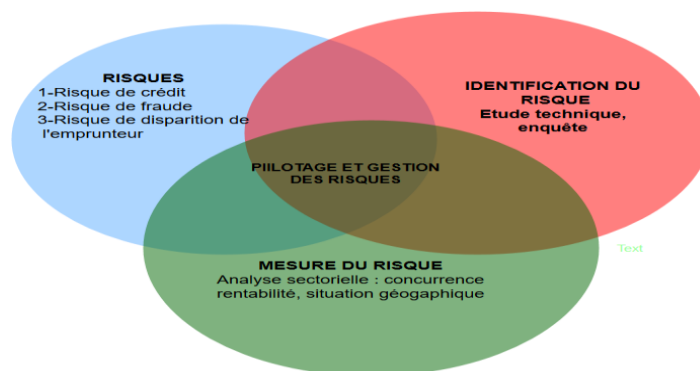 RISQUES
1-Risque de crédit
2-Risque de fraude
3-Risque de disparition de
l'emprunteur
IDENTIFICATION DU
RISQUE
Etude technique,
enquête
PIILOTAGE ET GESTION
DES RISQUES
Text
MESURE DU RISQUE
Analyse sectorielle : concurrence
rentabilité, situation géogaphique